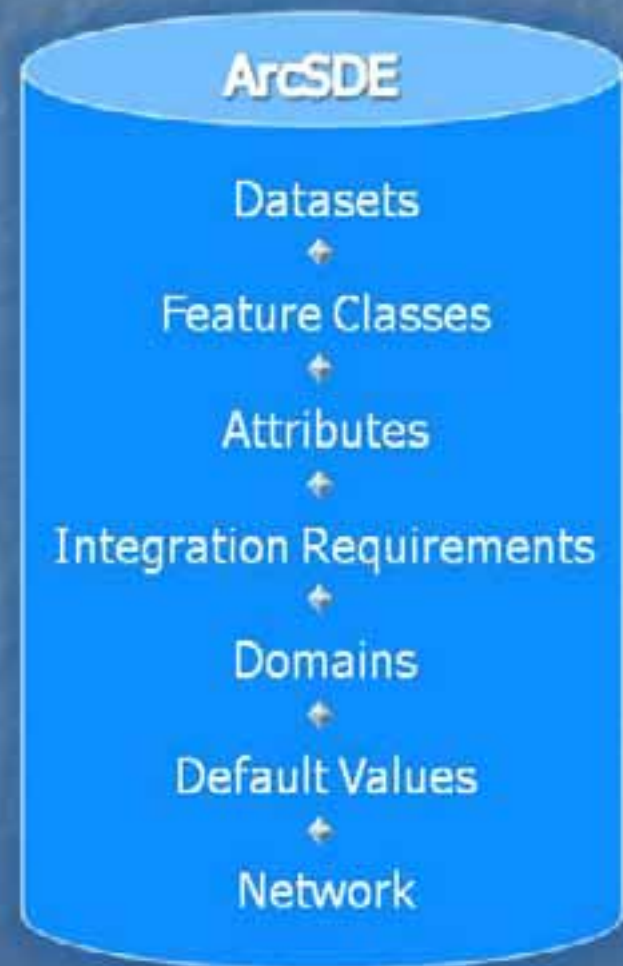 ArcSDE
Datasets
Feature Classes
Attributes
Integration Requirements
Domains
Default Values
Network